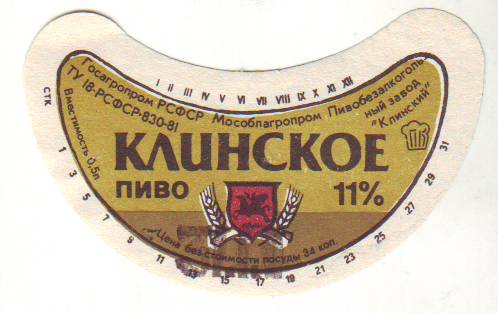 I II III IV V VI VII VIII IX X XI XII
Госагропром РСФСР Мособлагропром Пивобезалкоголь
ТУ 18-РСФСР-830-81
ный завод
"Клинский"
СТК
Вместимость 0,5л
КЛИНСКОЕ
ПИВО
11%
Цена без стоимости посуды 34 коп.
1 3 5 7 9 11 13 15 17 19 21 23 25 27 29 31